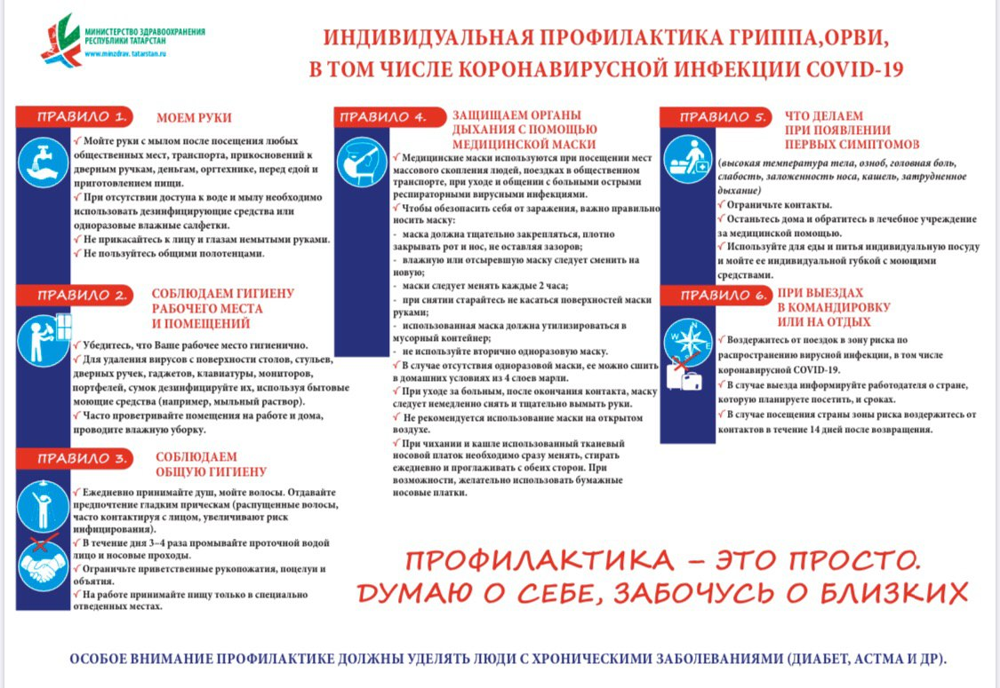 МИНИСТЕРСТВО ЗДРАВООХРАНЕНИЯ
РЕСПУБЛИКИ ТАТАРСТАН
www.minzdrav.tatarstan.ru
ИНДИВИДУАЛЬНАЯ ПРОФИЛАКТИКА ГРИППА,ОРВИ,
В ТОМ ЧИСЛЕ КОРОНАВИРУСНОЙ ИНФЕКЦИИ COVID-19
ПРАВИЛО 1.
МОЕМ РУКИ
√ Мойте руки с мылом после посещения любых
общественных мест, транспорта, прикосновений к
дверным ручкам, деньгам, оргтехнике, перед едой и
приготовлением пищи.
√ При отсутствии доступа к воде и мылу необходимо
использовать дезинфицирующие средства или
одноразовые влажные салфетки.
√ Не прикасайтесь к лицу и глазам немытыми руками.
√ Не пользуйтесь общими полотенцами.
ПРАВИЛО 2.
СОБЛЮДАЕМ ГИГИЕНУ
РАБОЧЕГО МЕСТА
И ПОМЕЩЕНИЙ
√ Убедитесь, что Ваше рабочее место гигиенично.
√ Для удаления вирусов с поверхности столов, стульев,
дверных ручек, гаджетов, клавиатуры, мониторов,
портфелей, сумок дезинфицируйте их, используя бытовые
моющие средства (например, мыльный раствор).
√ Часто проветривайте помещения на работе и дома,
проводите влажную уборку.
ПРАВИЛО 3.
СОБЛЮДАЕМ
ОБЩУЮ ГИГИЕНУ
√ Ежедневно принимайте душ, мойте волосы. Отдавайте
предпочтение гладким прическам (распущенные волосы,
часто контактируя с лицом, увеличивают риск
инфицирования).
√ В течение дня 3–4 раза промывайте проточной водой
лицо и носовые проходы.
√ Ограничьте приветственные рукопожатия, поцелуи и
объятия.
√ На работе принимайте пищу только в специально
отведенных местах.
ПРАВИЛО 4.
ЗАЩИЩАЕМ ОРГАНЫ
ДЫХАНИЯ С ПОМОЩЬЮ
МЕДИЦИНСКОЙ МАСКИ
√ Медицинские маски используются при посещении мест
массового скопления людей, поездках в общественном
транспорте, при уходе и общении с больными острыми
респираторными вирусными инфекциями.
√ Чтобы обезопасить себя от заражения, важно правильно
носить маску:
- маска должна тщательно закрепляться, плотно
закрывать рот и нос, не оставляя зазоров;
- влажную или отсыревшую маску следует сменить на
новую;
- маски следует менять каждые 2 часа;
- при снятии старайтесь не касаться поверхностей маски
руками;
- использованная маска должна утилизироваться в
мусорный контейнер;
- не используйте вторично одноразовую маску.
√ В случае отсутствия одноразовой маски, ее можно сшить
в домашних условиях из 4 слоев марли.
√ При уходе за больным, после окончания контакта, маску
следует немедленно снять и тщательно вымыть руки.
√ Не рекомендуется использование маски на открытом
воздухе.
√ При чихании и кашле использованный тканевый
носовой платок необходимо сразу менять, стирать
ежедневно и проглаживать с обеих сторон. При
возможности, желательно использовать бумажные
носовые платки.
ПРАВИЛО 5.
ЧТО ДЕЛАЕМ
ПРИ ПОЯВЛЕНИИ
ПЕРВЫХ СИМПТОМОВ
(высокая температура тела, озноб, головная боль,
слабость, заложенность носа, кашель, затрудненное
дыхание)
√ Ограничьте контакты.
√ Останьтесь дома и обратитесь в лечебное учреждение
за медицинской помощью.
√ Используйте для еды и питья индивидуальную посуду
и мойте ее индивидуальной губкой с моющими
средствами.
ПРАВИЛО 6.
ПРИ ВЫЕЗДАХ
В КОМАНДИРОВКУ
ИЛИ НА ОТДЫХ
N
W E
S
√ Воздержитесь от поездок в зону риска по
распространению вирусной инфекции, в том числе
коронавирусной COVID-19.
√ В случае выезда информируйте работодателя о стране,
которую планируете посетить, и сроках.
√ В случае посещения страны зоны риска воздержитесь от
контактов в течение 14 дней после возвращения.
ПРОФИЛАКТИКА – ЭТО ПРОСТО.
ДУМАЮ О СЕБЕ, ЗАБОЧУСЬ О БЛИЗКИХ
ОСОБОЕ ВНИМАНИЕ ПРОФИЛАКТИКЕ ДОЛЖНЫ УДЕЛЯТЬ ЛЮДИ С ХРОНИЧЕСКИМИ ЗАБОЛЕВАНИЯМИ (ДИАБЕТ, АСТМА И ДР).